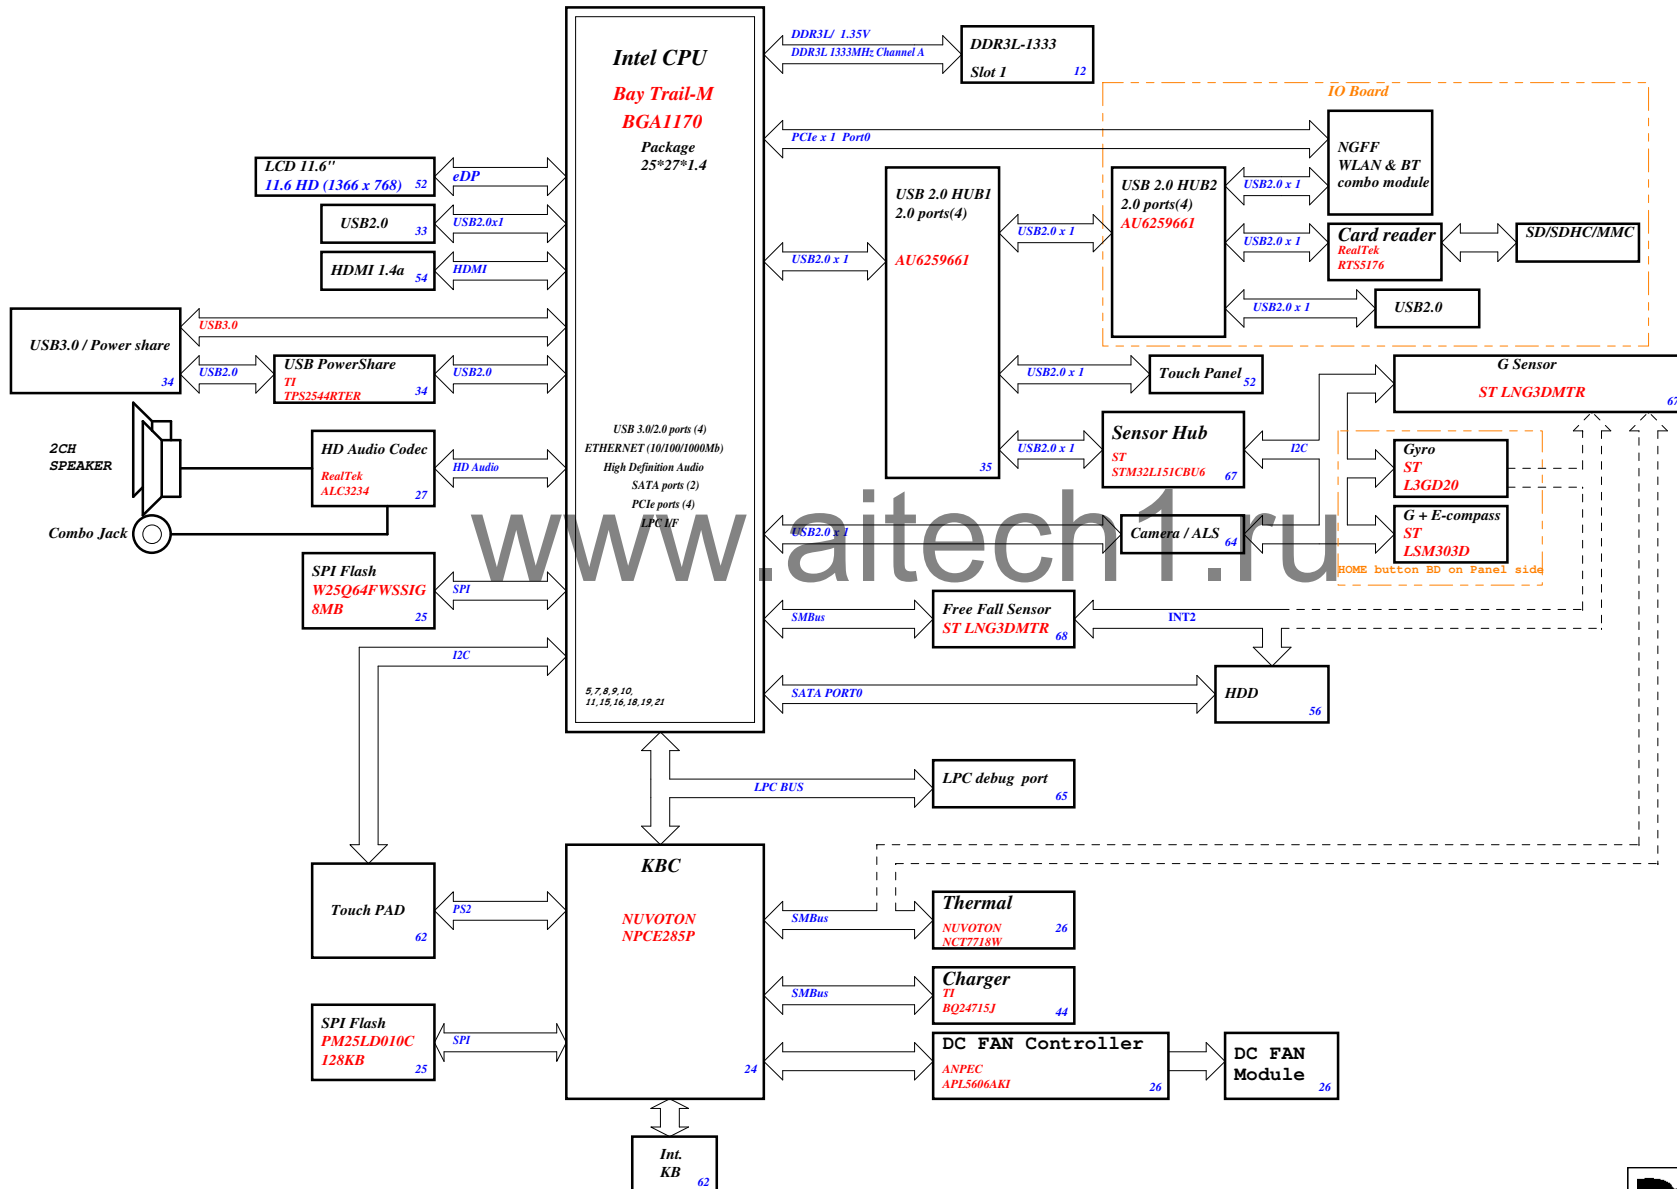 Intel CPU
Bay Trail-M
BGA1170
Package
25*27*1.4
USB 3.0/2.0 ports (4)
ETHERNET (10/100/1000Mb)
High Definition Audio
SATA ports (2)
PCIe ports (4)
LPC I/F
5,7,8,9,10,
11,15,16,18,19,21
DDR3L/ 1.35V
DDR3L 1333MHz Channel A
DDR3L-1333
Slot 1
12
IO Board
PCIe x 1 Port0
NGFF
WLAN & BT
combo module
LCD 11.6"
11.6 HD (1366 x 768)
52
eDP
USB2.0
33
USB2.0x1
HDMI 1.4a
54
HDMI
USB2.0 x 1
USB 2.0 HUB1
2.0 ports(4)
AU6259661
35
USB2.0 x 1
USB 2.0 HUB2
2.0 ports(4)
AU6259661
USB2.0 x 1
USB2.0 x 1
Card reader
RealTek
RTS5176
SD/SDHC/MMC
USB2.0 x 1
USB2.0
USB3.0 / Power share
34
USB3.0
USB2.0
USB PowerShare
TI
TPS2544RTER
34
USB2.0
USB2.0 x 1
Touch Panel
52
G Sensor
ST LNG3DMTR
67
2CH
SPEAKER
Combo Jack
HD Audio Codec
RealTek
ALC3234
27
HD Audio
USB2.0 x 1
Sensor Hub
ST
STM32L151CBU6
67
I2C
Gyro
ST
L3GD20
G + E-compass
ST
LSM303D
HOME button BD on Panel side
USB2.0 x 1
Camera / ALS
64
www.aitech1.ru
SPI Flash
W25Q64FWSSIG
8MB
25
SPI
SMBus
Free Fall Sensor
ST LNG3DMTR
68
INT2
I2C
SATA PORT0
HDD
56
LPC BUS
LPC debug port
65
KBC
NUVOTON
NPCE285P
24
Touch PAD
62
PS2
SMBus
Thermal
NUVOTON
NCT7718W
26
SMBus
Charger
TI
BQ24715J
44
SPI Flash
PM25LD010C
128KB
25
SPI
DC FAN Controller
ANPEC
APL5606AKI
26
DC FAN
Module
26
Int.
KB
62